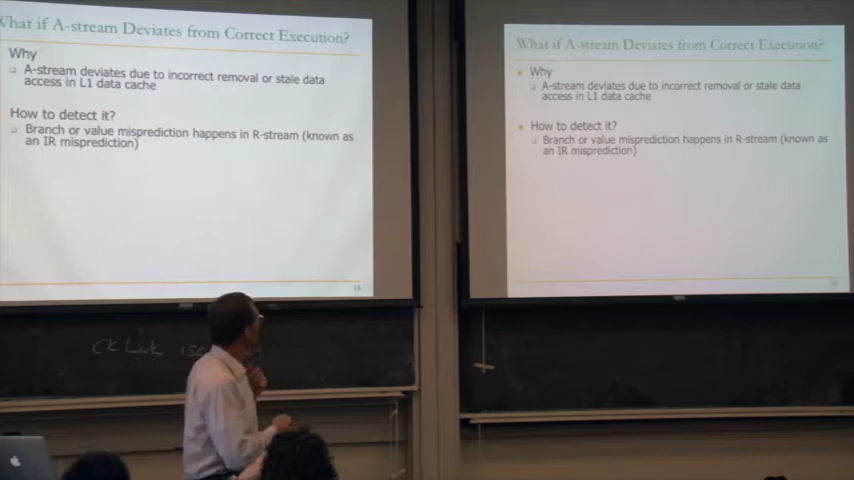 What if A-stream Deviates from Correct Execution?
Why
A-stream deviates due to incorrect removal or stale data
access in L1 data cache
How to detect it?
Branch or value misprediction happens in R-stream (known as
an IR misprediction)
16
What if A-stream Deviates from Correct Execution?
Why
A-stream deviates due to incorrect removal or stale data
access in L1 data cache
How to detect it?
Branch or value misprediction happens in R-stream (known as
an IR misprediction)